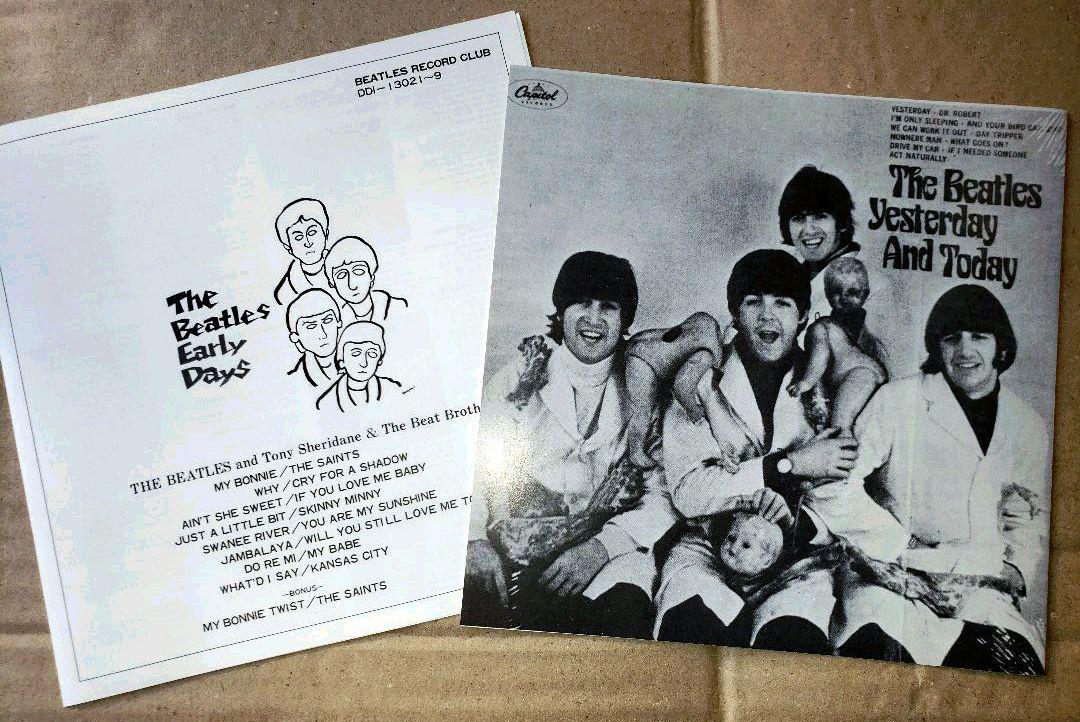 BEATLES RECORD CLUB
DDI-13021~9
The
Beatles
Early
Days
THE BEATLES and Tony Sheridane & The Beat Broth
MY BONNIE/THE SAINTS
WHY/CRY FOR A SHADOW
AIN'T SHE SWEET/IF YOU LOVE ME BABY
JUST A LITTLE BIT/SKINNY MINNY
SWANEE RIVER/YOU ARE MY SUNSHINE
JAMBALAYA/WILL YOU STILL LOVE ME TO
DO RE MI/MY BABE
WHAT'D I SAY/KANSAS CITY
--BONUS--
MY BONNIE TWIST/THE SAINTS
Capitol
RECORDS
YESTERDAY · DR. ROBERT
I'M ONLY SLEEPING · AND YOUR BIRD CAN
WE CAN WORK IT OUT · DAY TRIPPER
NOWHERE MAN · WHAT GOES ON?
DRIVE MY CAR · IF I NEEDED SOMEONE
ACT NATURALLY
The Beatles
Yesterday
And Today